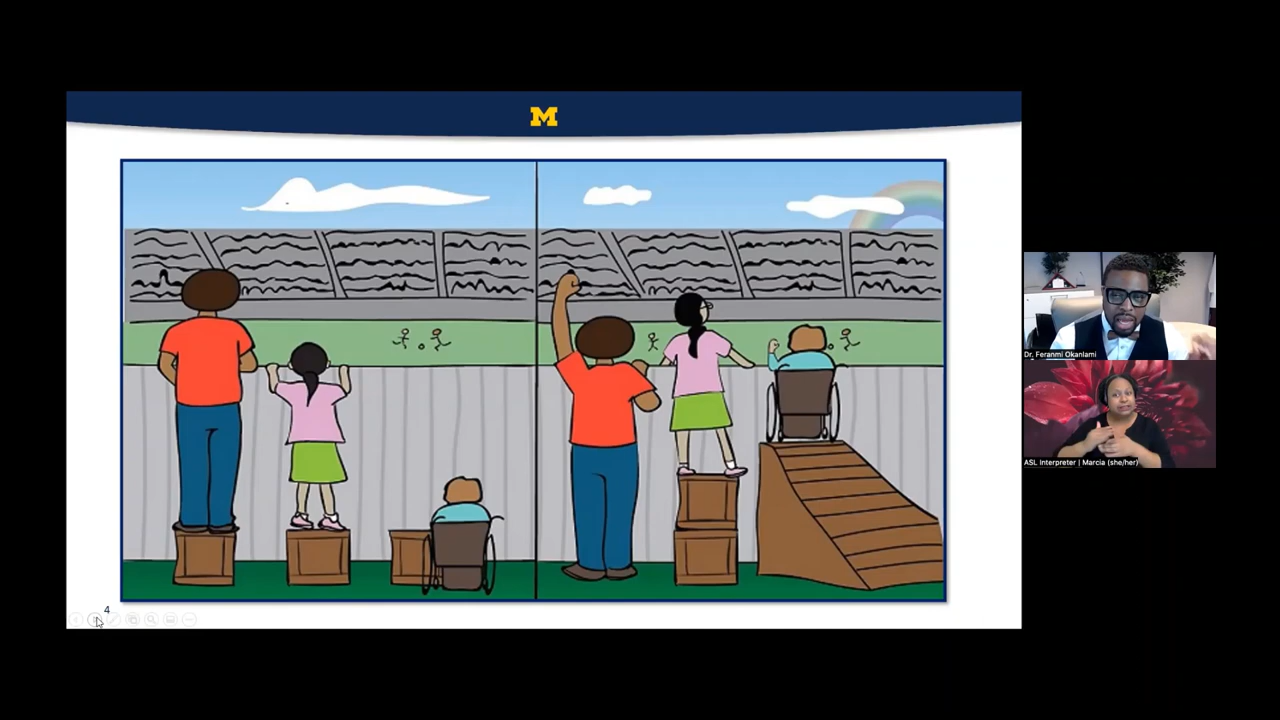 M
Dr. Feranmi Okanlami
ASL Interpreter | Marcia (she/her)
4